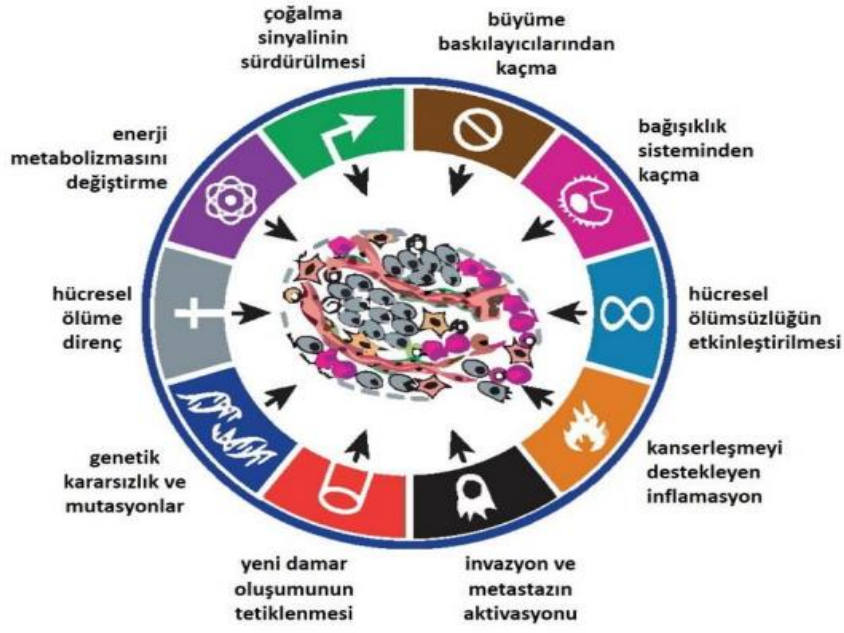 çoğalma
sinyalinin
sürdürülmesi
büyüme
baskılayıcılarından
kaçma
bağışıklık
sisteminden
kaçma
hücresel
ölümsüzlüğün
etkinleştirilmesi
kanserleşmeyi
destekleyen
inflamasyon
invazyon ve
metastazın
aktivasyonu
yeni damar
oluşumunun
tetiklenmesi
genetik
kararsızlık ve
mutasyonlar
hücresel
ölüme
direnç
enerji
metabolizmasını
değiştirme